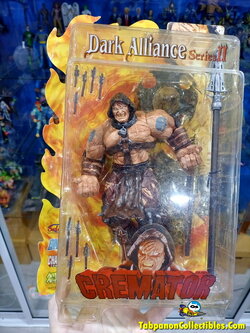 Dark Alliance Series II
CREMATOR
TabpanonCollectibles.com